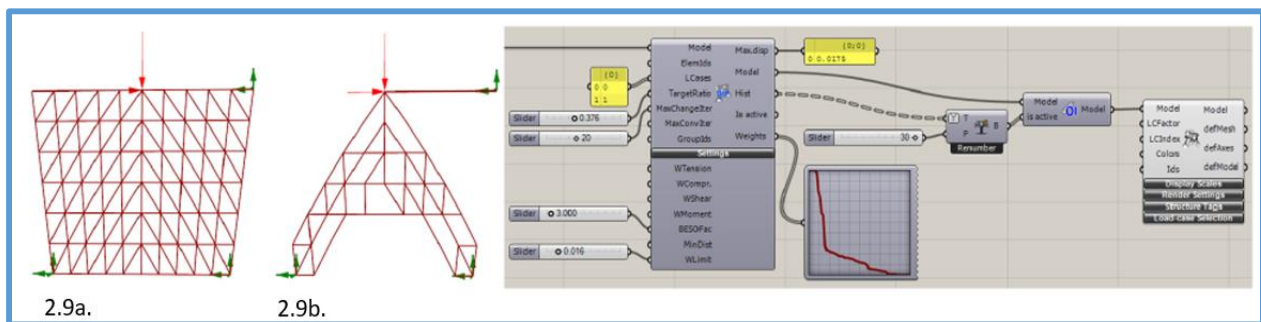 2.9a.
2.9b.
{0}
0 0
1 1
Slider 0.376
Slider 20
Slider 3.000
Slider 0.016
Model
ElemIds
LCases
TargetRatio
MaxChangeIter
MaxConvIter
GroupIds
Max.disp
Model
Hist
Is active
Weights
Settings
WTension
WCompr.
WShear
WMoment
BESOFac
MinDist
WLimit
{0;0}
0 0.0175
Slider 30
T
P
B
Renumber
Model
is active
Model
Model
LCFactor
LCIndex
Colors
Ids
Model
defMesh
defAxes
defModel
Display Scales
Render Settings
Structure Tags
Load-case Selection